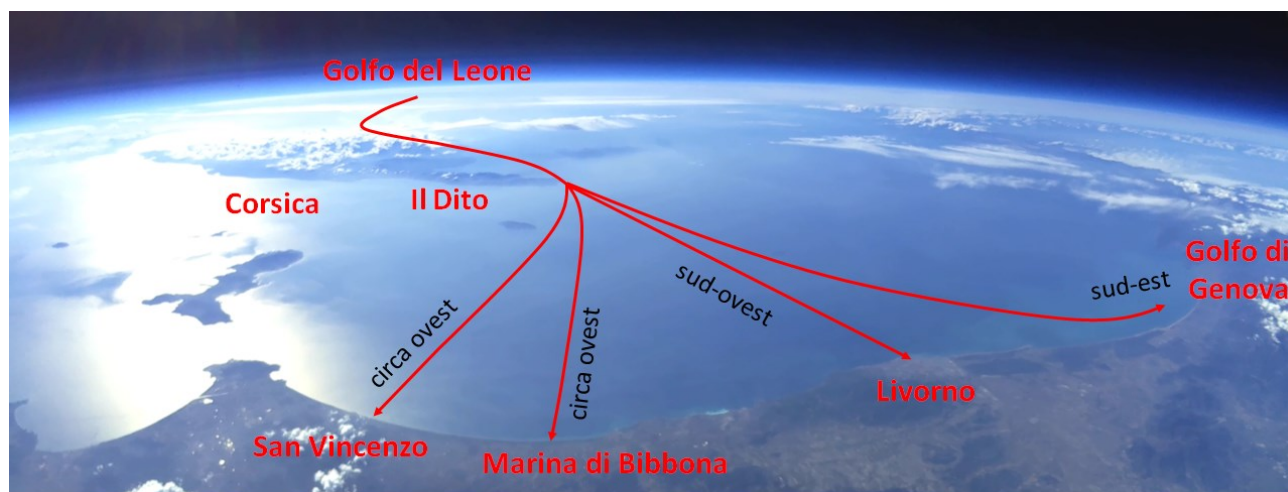 Golfo del Leone
Corsica
Il Dito
Golfo di
Genova
sud-est
sud-ovest
circa ovest
circa ovest
Livorno
San Vincenzo
Marina di Bibbona